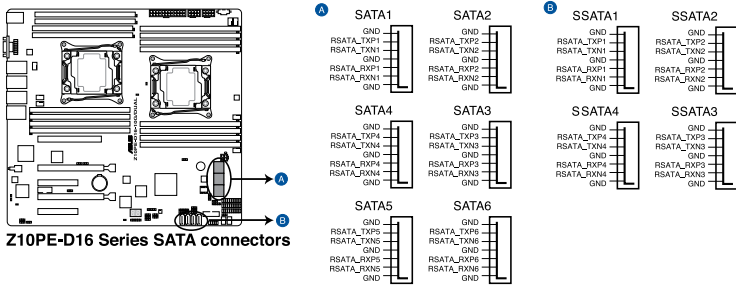 Z10PE-D16-10G/DUAL
A
B
Z10PE-D16 Series SATA connectors
A
SATA1
GND
RSATA_TXP1
RSATA_TXN1
GND
RSATA_RXP1
RSATA_RXN1
GND
SATA2
GND
RSATA_TXP2
RSATA_TXN2
GND
RSATA_RXP2
RSATA_RXN2
GND
SATA4
GND
RSATA_TXP4
RSATA_TXN4
GND
RSATA_RXP4
RSATA_RXN4
GND
SATA3
GND
RSATA_TXP3
RSATA_TXN3
GND
RSATA_RXP3
RSATA_RXN3
GND
SATA5
GND
RSATA_TXP5
RSATA_TXN5
GND
RSATA_RXP5
RSATA_RXN5
GND
SATA6
GND
RSATA_TXP6
RSATA_TXN6
GND
RSATA_RXP6
RSATA_RXN6
GND
B
SSATA1
GND
RSATA_TXP1
RSATA_TXN1
GND
RSATA_RXP1
RSATA_RXN1
GND
SSATA2
GND
RSATA_TXP2
RSATA_TXN2
GND
RSATA_RXP2
RSATA_RXN2
GND
SSATA4
GND
RSATA_TXP4
RSATA_TXN4
GND
RSATA_RXP4
RSATA_RXN4
GND
SSATA3
GND
RSATA_TXP3
RSATA_TXN3
GND
RSATA_RXP3
RSATA_RXN3
GND